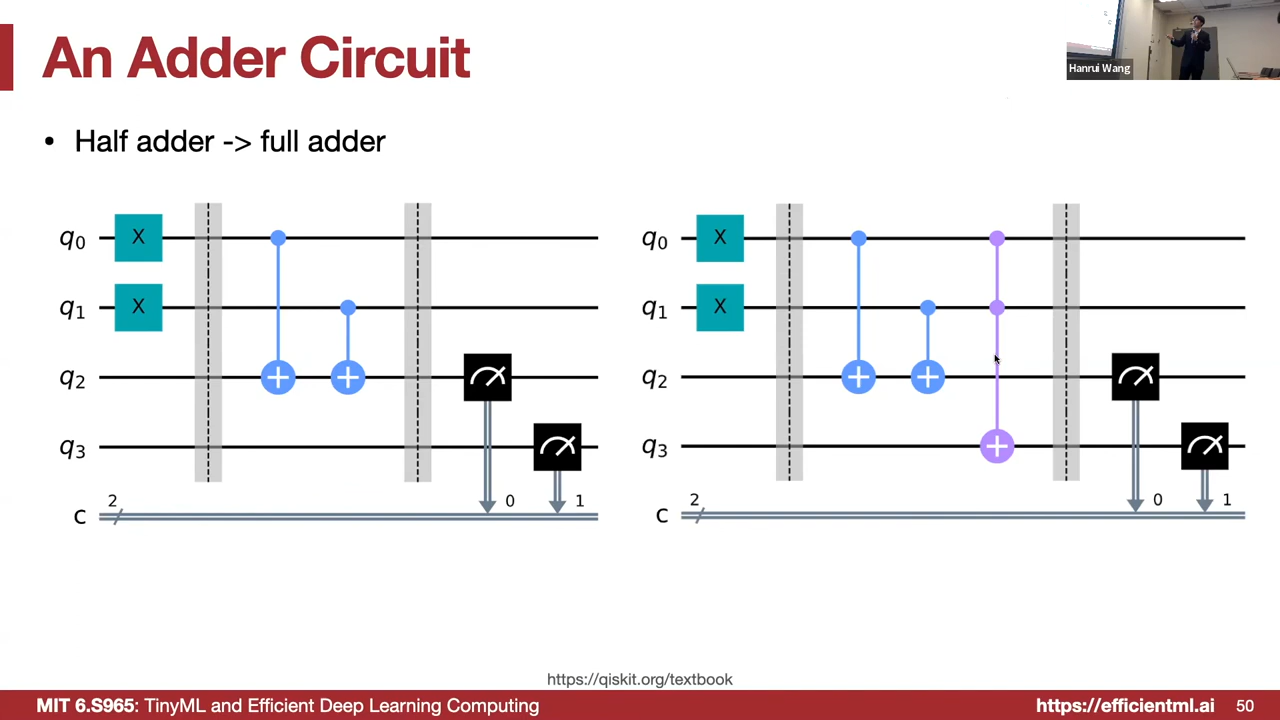 An Adder Circuit
Hanrui Wang
• Half adder -> full adder
q0 X
q1 X
q2
q3
c 2 0 1
q0 X
q1 X
q2
q3
c 2 0 1
https://qiskit.org/textbook
MIT 6.S965: TinyML and Efficient Deep Learning Computing
https://efficientml.ai 50